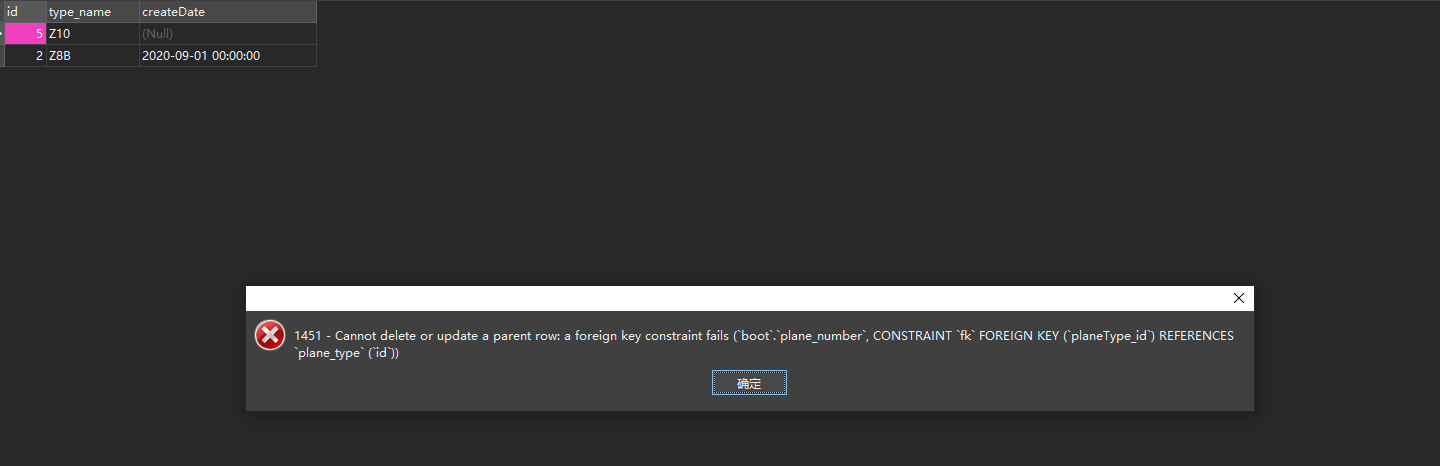 id type_name createDate
5 Z10 (Null)
2 Z8B 2020-09-01 00:00:00
1451 - Cannot delete or update a parent row: a foreign key constraint fails (`boot`.`plane_number`, CONSTRAINT `fk` FOREIGN KEY (`planeType_id`) REFERENCES
`plane_type` (`id`))
确定